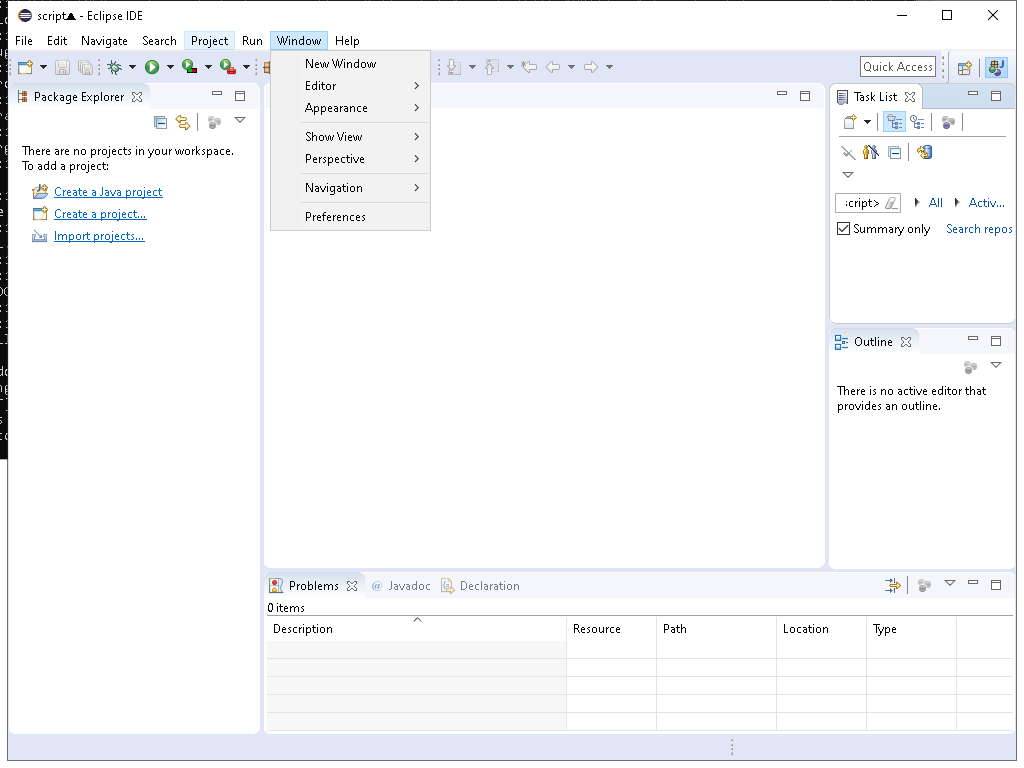 script▲ - Eclipse IDE
File Edit Navigate Search Project Run Window Help
New Window
Editor
Appearance
Show View
Perspective
Navigation
Preferences
Quick Access
Package Explorer
There are no projects in your workspace.
To add a project:
Create a Java project
Create a project...
Import projects...
Task List
:cript> All Activ...
Summary only Search repos
Outline
There is no active editor that
provides an outline.
Problems @ Javadoc Declaration
0 items
Description Resource Path Location Type